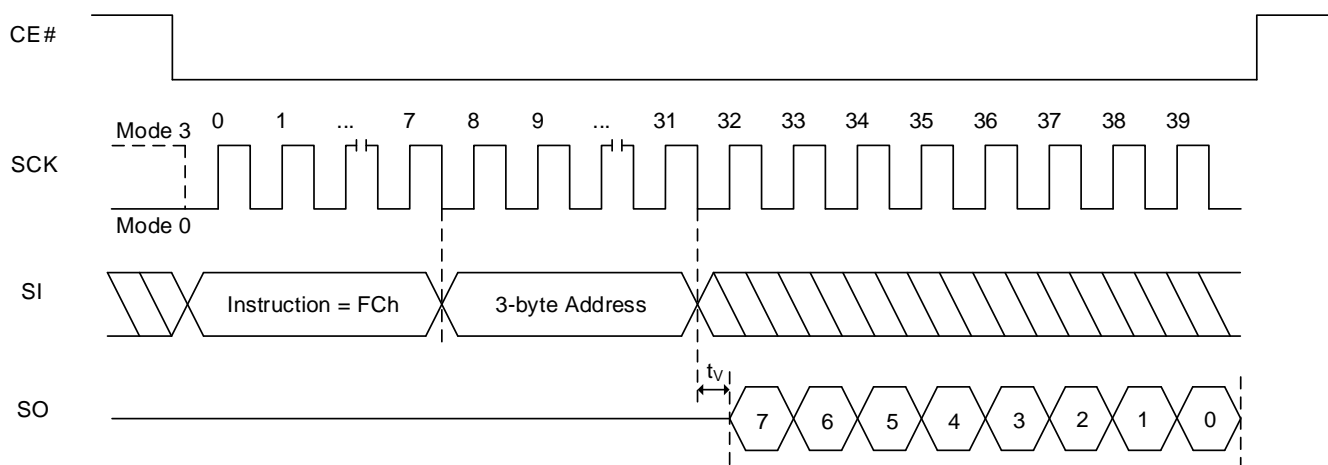 CE#
0 1 ... 7 8 9 ... 31 32 33 34 35 36 37 38 39
Mode 3
SCK
Mode 0
SI
Instruction = FCh
3-byte Address
tV
SO
7 6 5 4 3 2 1 0